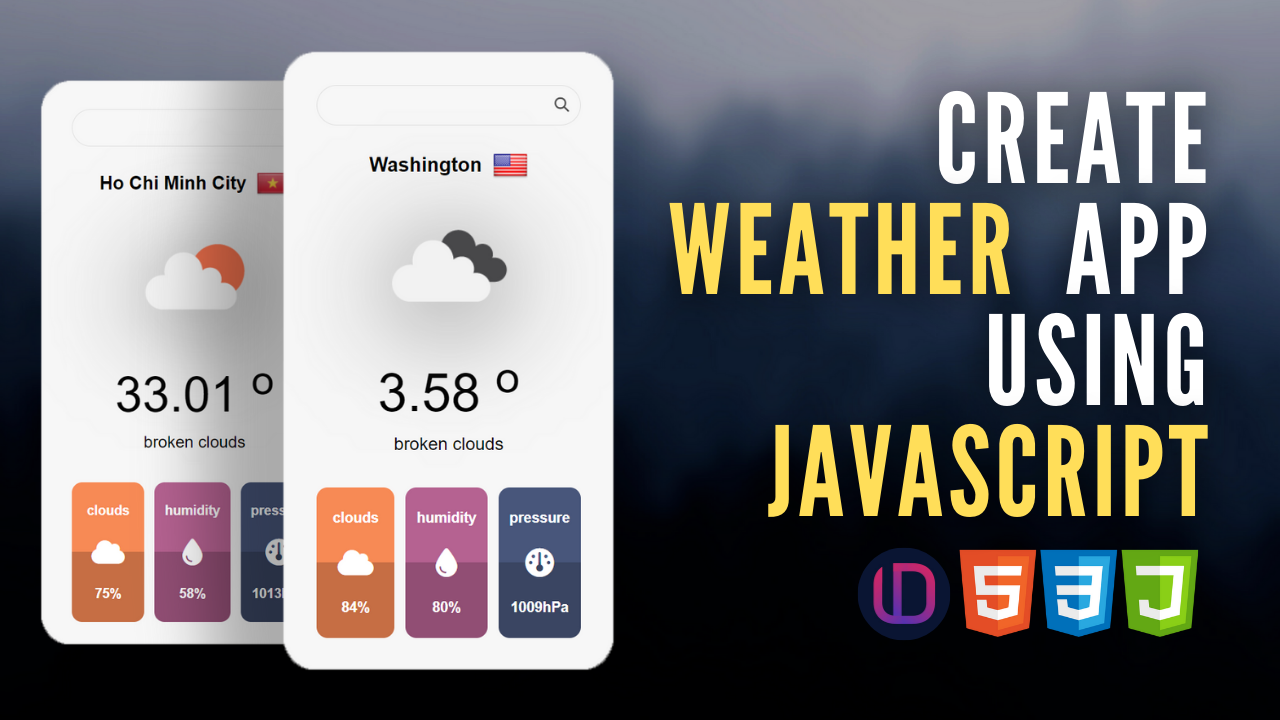 Ho Chi Minh City
33.01 º
broken clouds
clouds
humidity
75%
58%
Washington
3.58 º
broken clouds
clouds
humidity
pressure
84%
80%
1009hPa
CREATE
WEATHER APP
USING
JAVASCRIPT